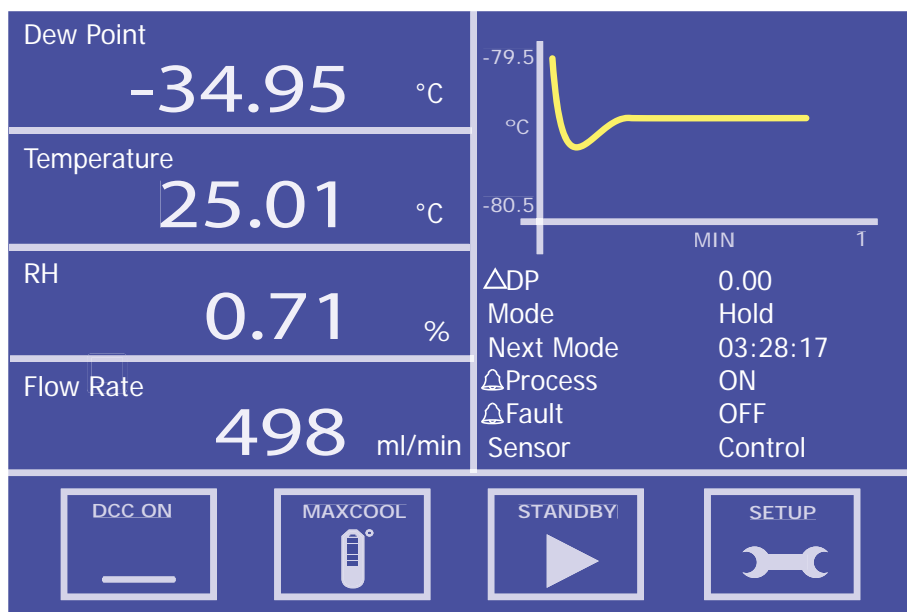 Dew Point
-34.95 °C
Temperature
25.01 °C
RH
0.71 %
Flow Rate
498 ml/min
-79.5
°C
-80.5
MIN 1
△DP 0.00
Mode Hold
Next Mode 03:28:17
Process ON
Fault OFF
Sensor Control
DCC ON
MAXCOOL
STANDBY
SETUP